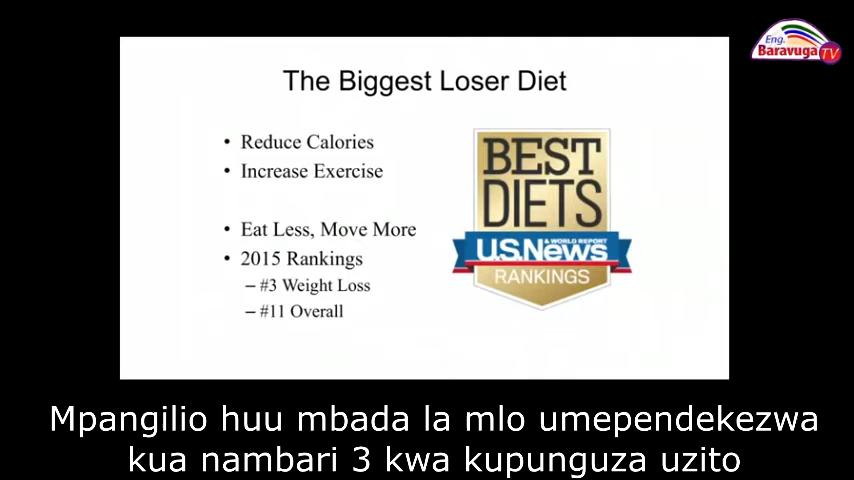 Eng.
Baravuga TV
The Biggest Loser Diet
• Reduce Calories
• Increase Exercise
• Eat Less, Move More
• 2015 Rankings
– #3 Weight Loss
– #11 Overall
BEST
DIETS
U.S.News
& WORLD REPORT
RANKINGS
Mpangilio huu mbada la mlo umependekezwa
kua nambari 3 kwa kupunguza uzito